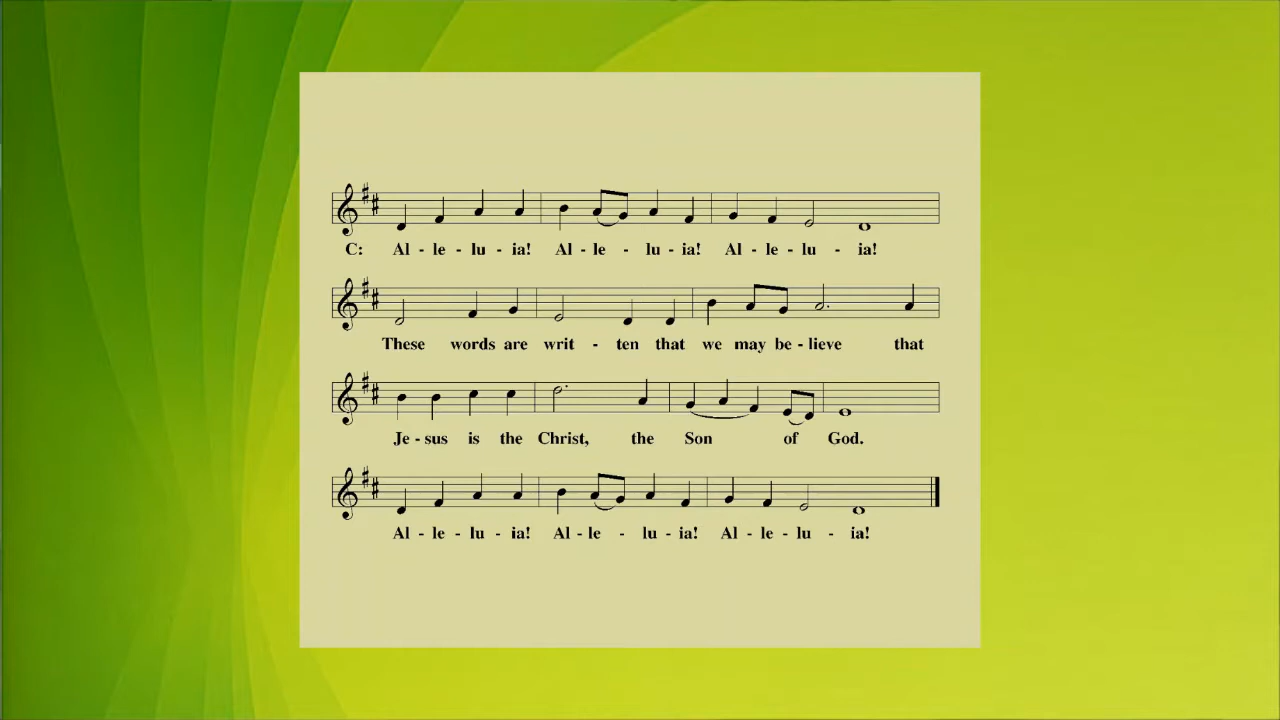 C: Al - le - lu - ia! Al - le - lu - ia! Al - le - lu - ia!
These words are writ - ten that we may be - lieve that
Je - sus is the Christ, the Son of God.
Al - le - lu - ia! Al - le - lu - ia! Al - le - lu - ia!